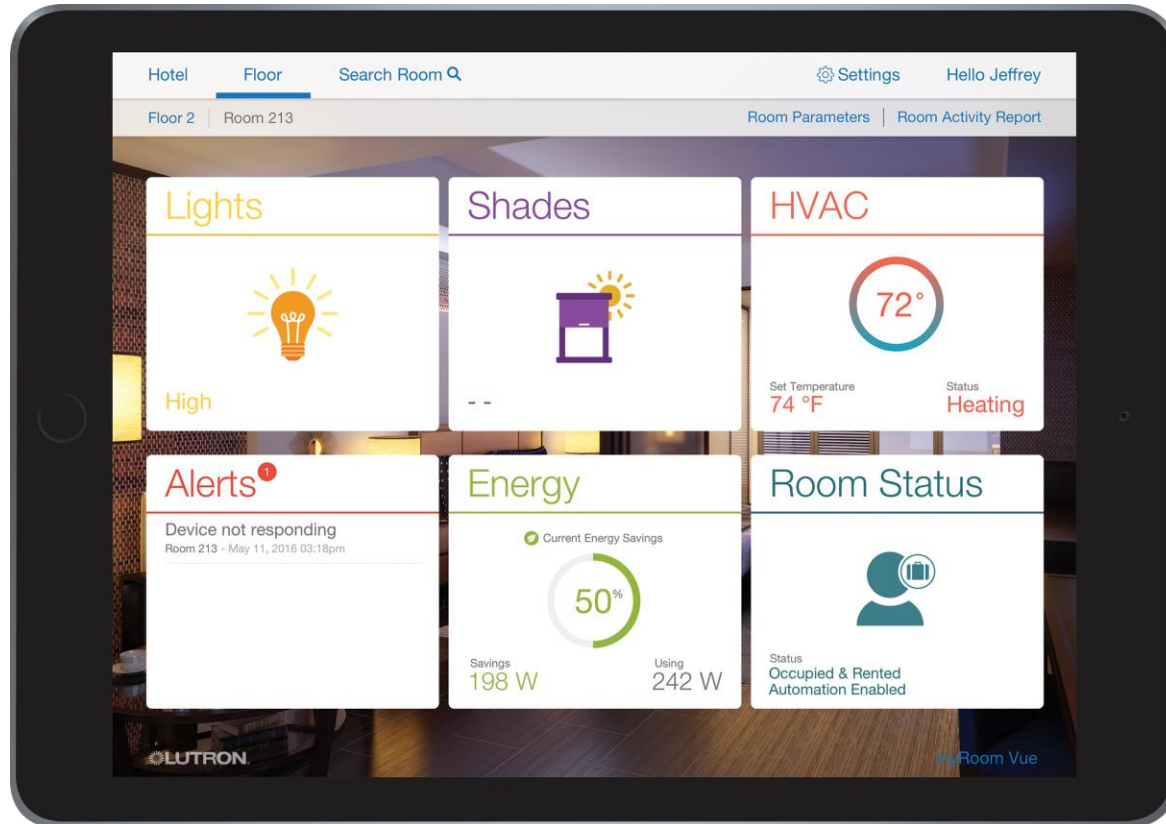 Hotel Floor Search Room Settings Hello Jeffrey
Floor 2 Room 213 Room Parameters Room Activity Report
Lights
High
Shades
- -
HVAC
72°
Set Temperature Status
74 °F Heating
Alerts 1
Device not responding
Room 213 - May 11, 2016 03:18pm
Energy
Current Energy Savings
50%
Savings Using
198 W 242 W
Room Status
Status
Occupied & Rented
Automation Enabled
LUTRON
myRoom Vue